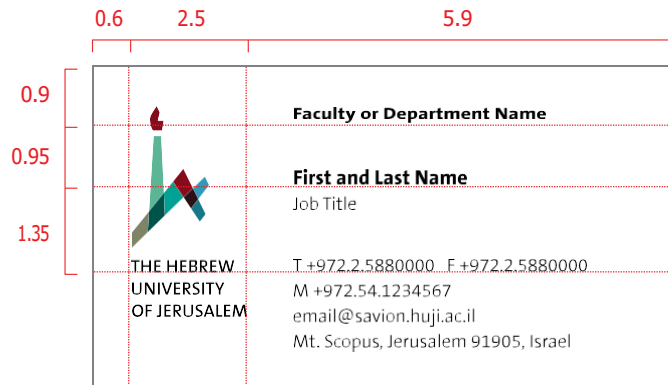 0.6 2.5 5.9
0.9
Faculty or Department Name
0.95
First and Last Name
Job Title
1.35
THE HEBREW
UNIVERSITY
OF JERUSALEM
T +972.2.5880000 F +972.2.5880000
M +972.54.1234567
email@savion.huji.ac.il
Mt. Scopus, Jerusalem 91905, Israel